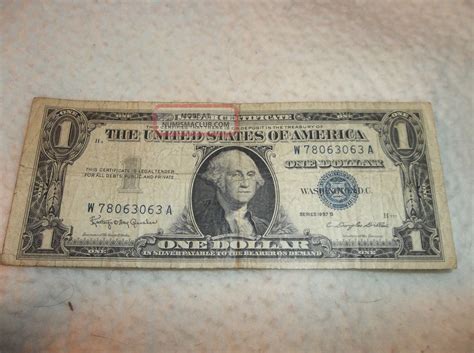 CERTIFICATE
NUMISMACLUB.COM
THE UNITED STATES OF AMERICA
1
1
H
W 78063063 A
THIS CERTIFICATE IS LEGAL TENDER
FOR ALL DEBTS, PUBLIC AND PRIVATE
ONE DOLLAR
WASHINGTON, D.C.
W 78063063 A
SERIES 1957 B
H
1
1
ONE DOLLAR
IN SILVER PAYABLE TO THE BEARER ON DEMAND